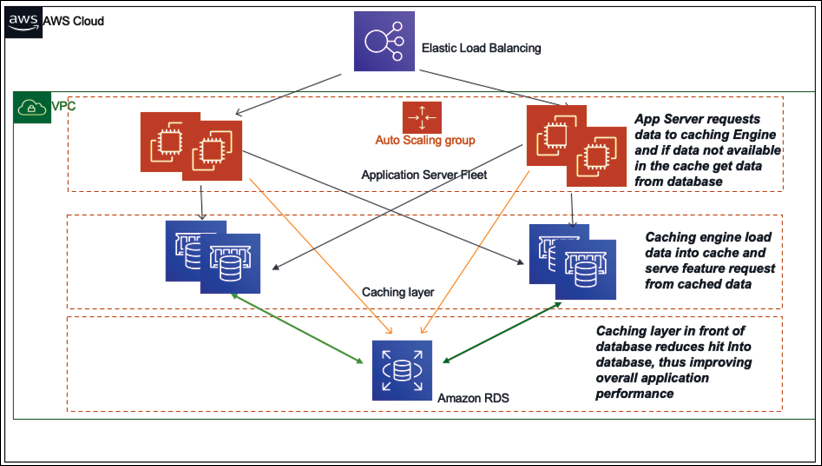 aws
AWS Cloud
Elastic Load Balancing
VPC
Auto Scaling group
App Server requests
data to caching Engine
and if data not available
in the cache get data
from database
Application Server Fleet
Caching engine load
data into cache and
serve feature request
from cached data
Caching layer
Caching layer in front of
database reduces hit Into
database, thus improving
overall application
performance
Amazon RDS